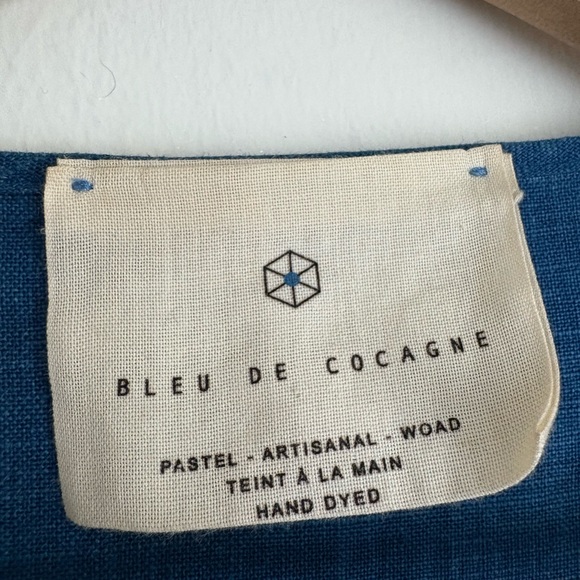 BLEU DE COCAGNE
PASTEL - ARTISANAL - WOAD
TEINT À LA MAIN
HAND DYED